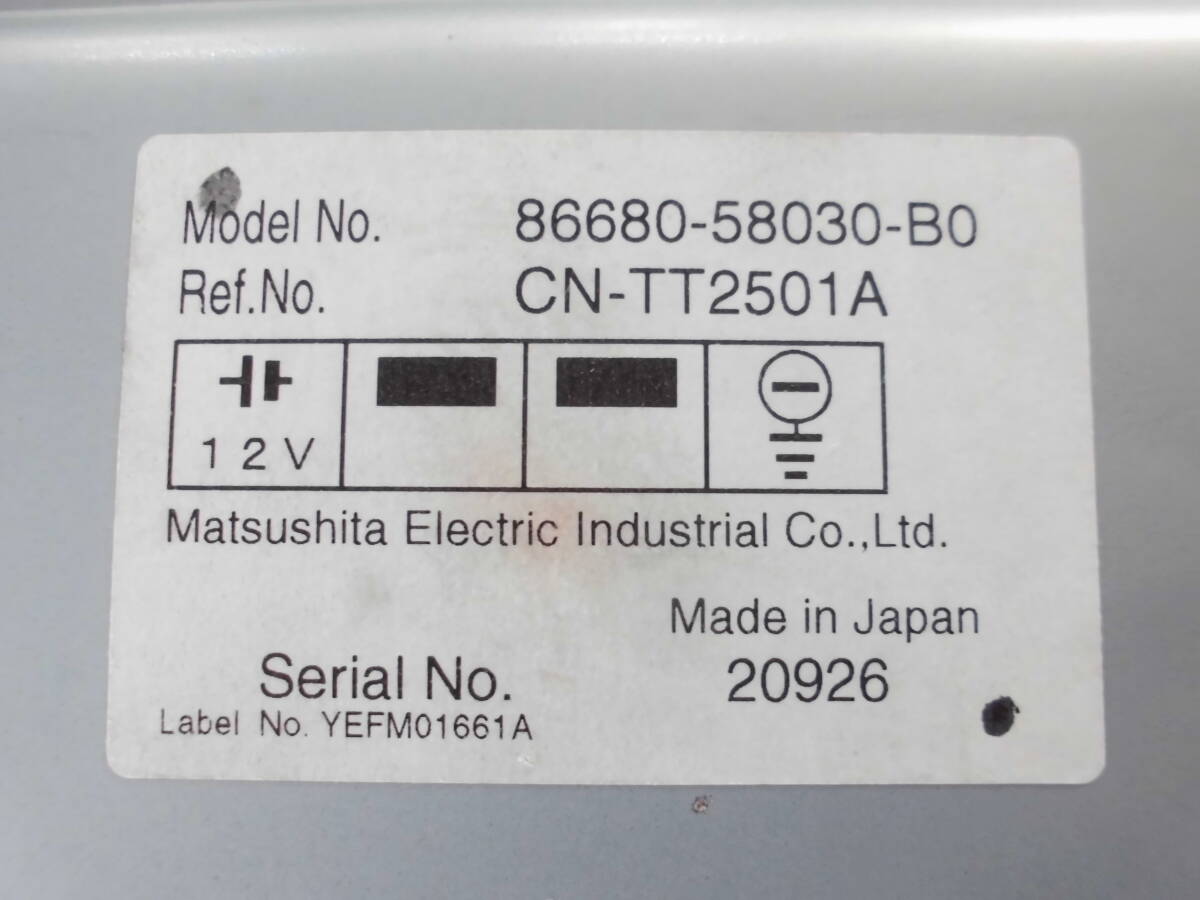 Model No. 86680-58030-B0
Ref.No. CN-TT2501A
12V
Matsushita Electric Industrial Co.,Ltd.
Made in Japan
Serial No. 20926
Label No. YEFM01661A